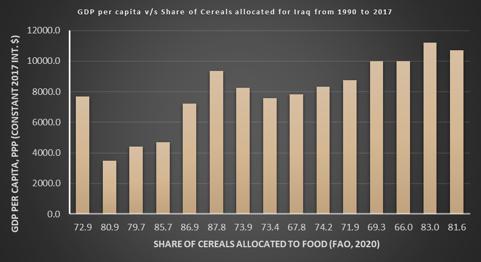 GDP per capita v/s Share of Cereals allocated for Iraq from 1990 to 2017
GDP PER CAPITA, PPP (CONSTANT 2017 INT. $)
12000.0
10000.0
8000.0
6000.0
4000.0
2000.0
0.0
72.9 80.9 79.7 85.7 86.9 87.8 73.9 73.4 67.8 74.2 71.9 69.3 66.0 83.0 81.6
SHARE OF CEREALS ALLOCATED TO FOOD (FAO, 2020)